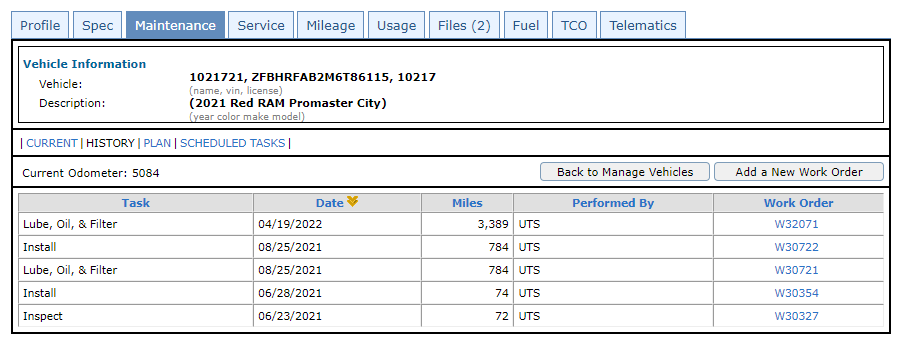 Profile Spec Maintenance Service Mileage Usage Files (2) Fuel TCO Telematics
Vehicle Information
Vehicle: 1021721, ZFBHRFAB2M6T86115, 10217
(name, vin, license)
Description: (2021 Red RAM Promaster City)
(year color make model)
| CURRENT | HISTORY | PLAN | SCHEDULED TASKS |
Current Odometer: 5084 Back to Manage Vehicles Add a New Work Order
Task Date Miles Performed By Work Order
Lube, Oil, & Filter 04/19/2022 3,389 UTS W32071
Install 08/25/2021 784 UTS W30722
Lube, Oil, & Filter 08/25/2021 784 UTS W30721
Install 06/28/2021 74 UTS W30354
Inspect 06/23/2021 72 UTS W30327